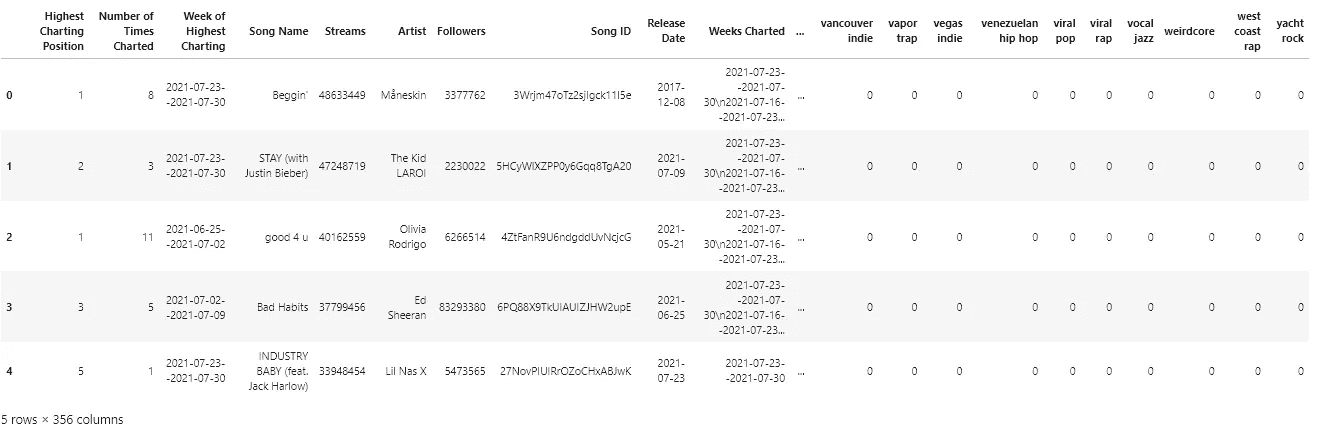 Highest
Charting
Position
Number of
Times
Charted
Week of
Highest
Charting
Song Name
Streams
Artist
Followers
Song ID
Release
Date
Weeks Charted
...
vancouver
indie
vapor
trap
vegas
indie
venezuelan
hip hop
viral
pop
viral
rap
vocal
jazz
weirdcore
west
coast
rap
yacht
rock
0
1
8
2021-07-23-
-2021-07-30
Beggin'
48633449
Måneskin
3377762
3Wrjm47oTz2sjIgck11l5e
2017-
12-08
2021-07-23-
-2021-07-
30\n2021-07-16-
-2021-07-23...
...
0
0
0
0
0
0
0
0
0
0
1
2
3
2021-07-23-
-2021-07-30
STAY (with
Justin Bieber)
47248719
The Kid
LAROI
2230022
5HCyWlXZPP0y6Gqq8TgA20
2021-
07-09
2021-07-23-
-2021-07-
30\n2021-07-16-
-2021-07-23...
...
0
0
0
0
0
0
0
0
0
0
2
1
11
2021-06-25-
-2021-07-02
good 4 u
40162559
Olivia
Rodrigo
6266514
4ZtFanR9U6ndgddUvNcjcG
2021-
05-21
2021-07-23-
-2021-07-
30\n2021-07-16-
-2021-07-23...
...
0
0
0
0
0
0
0
0
0
0
3
3
5
2021-07-02-
-2021-07-09
Bad Habits
37799456
Ed
Sheeran
83293380
6PQ88X9TkUIAUIZJHW2upE
2021-
06-25
2021-07-23-
-2021-07-
30\n2021-07-16-
-2021-07-23...
...
0
0
0
0
0
0
0
0
0
0
4
5
1
2021-07-23-
-2021-07-30
INDUSTRY
BABY (feat.
Jack Harlow)
33948454
Lil Nas X
5473565
27NovPIUIRrOZoCHxABJwK
2021-
07-23
2021-07-23-
-2021-07-30
...
0
0
0
0
0
0
0
0
0
0
5 rows × 356 columns